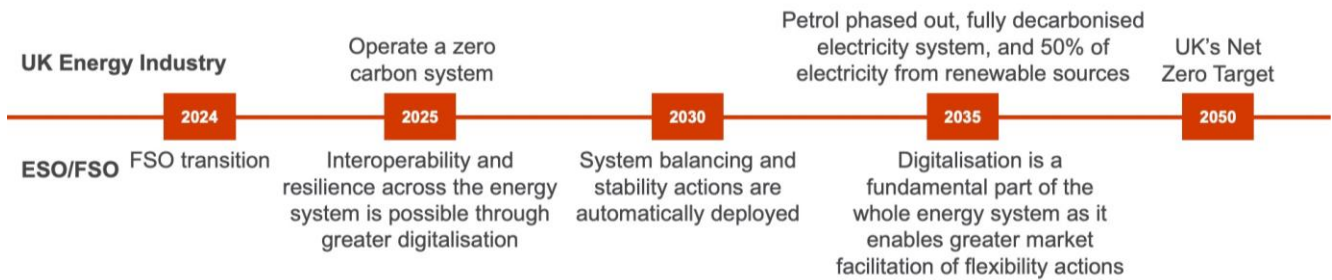 UK Energy Industry
Operate a zero
carbon system
Petrol phased out, fully decarbonised
electricity system, and 50% of
electricity from renewable sources
UK's Net
Zero Target
2024
2025
2030
2035
2050
ESO/FSO
FSO transition
Interoperability and
resilience across the energy
system is possible through
greater digitalisation
System balancing and
stability actions are
automatically deployed
Digitalisation is a
fundamental part of the
whole energy system as it
enables greater market
facilitation of flexibility actions